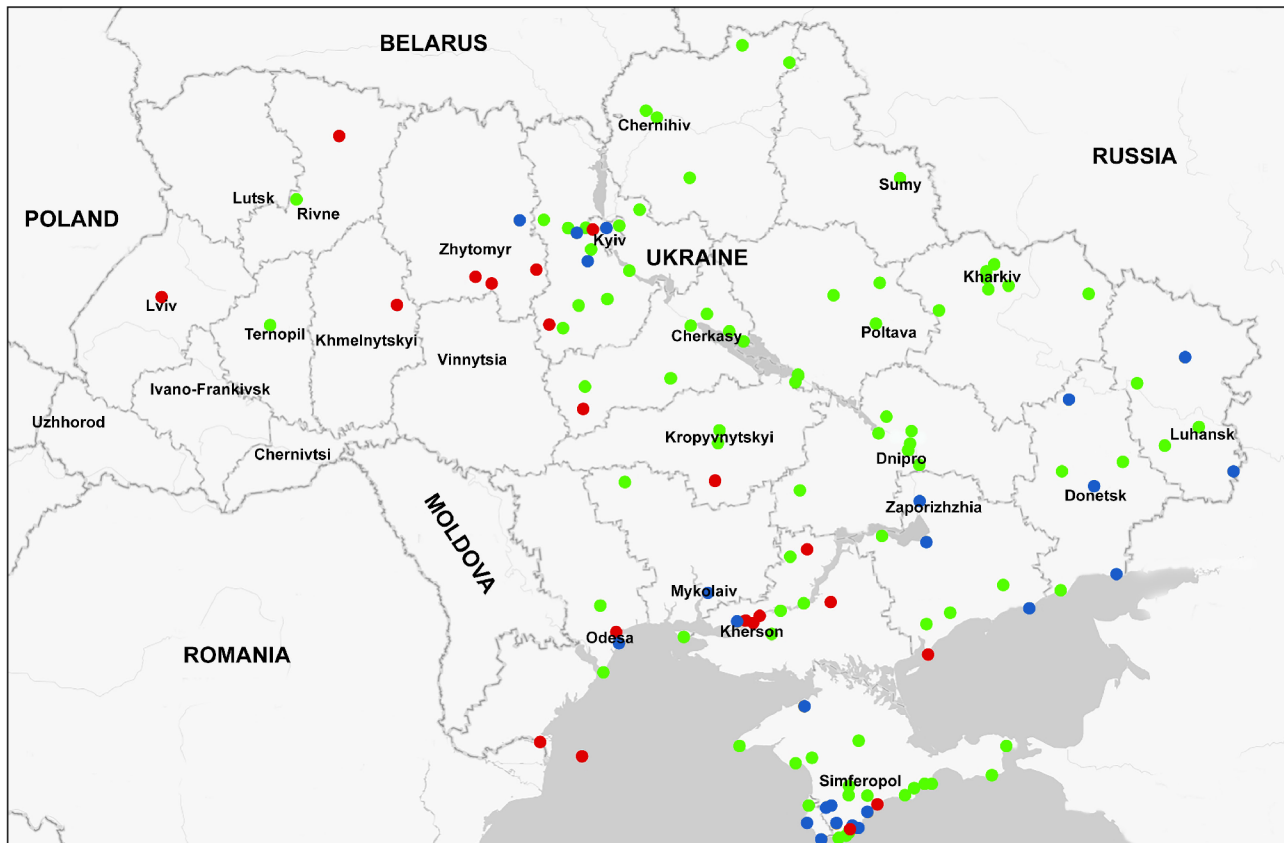 BELARUS
Chernihiv
RUSSIA
Sumy
Lutsk
Rivne
POLAND
Kyiv
Zhytomyr
UKRAINE
Kharkiv
Lviv
Ternopil
Khmelnytskyi
Vinnytsia
Cherkasy
Poltava
Ivano-Frankivsk
Uzhhorod
Kropyvnytskyi
Luhansk
Chernivtsi
Dnipro
Donetsk
Zaporizhzhia
MOLDOVA
Mykolaiv
Odesa
Kherson
ROMANIA
Simferopol